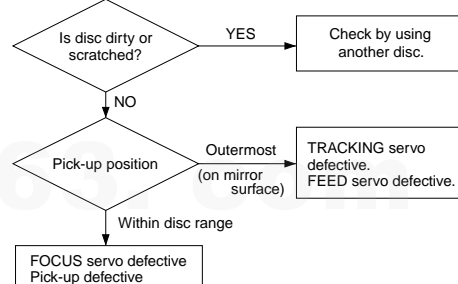 Is disc dirty or
scratched?
YES
Check by using
another disc.
NO
Pick-up position
Outermost
(on mirror
surface)
TRACKING servo
defective.
FEED servo defective.
Within disc range
FOCUS servo defective
Pick-up defective